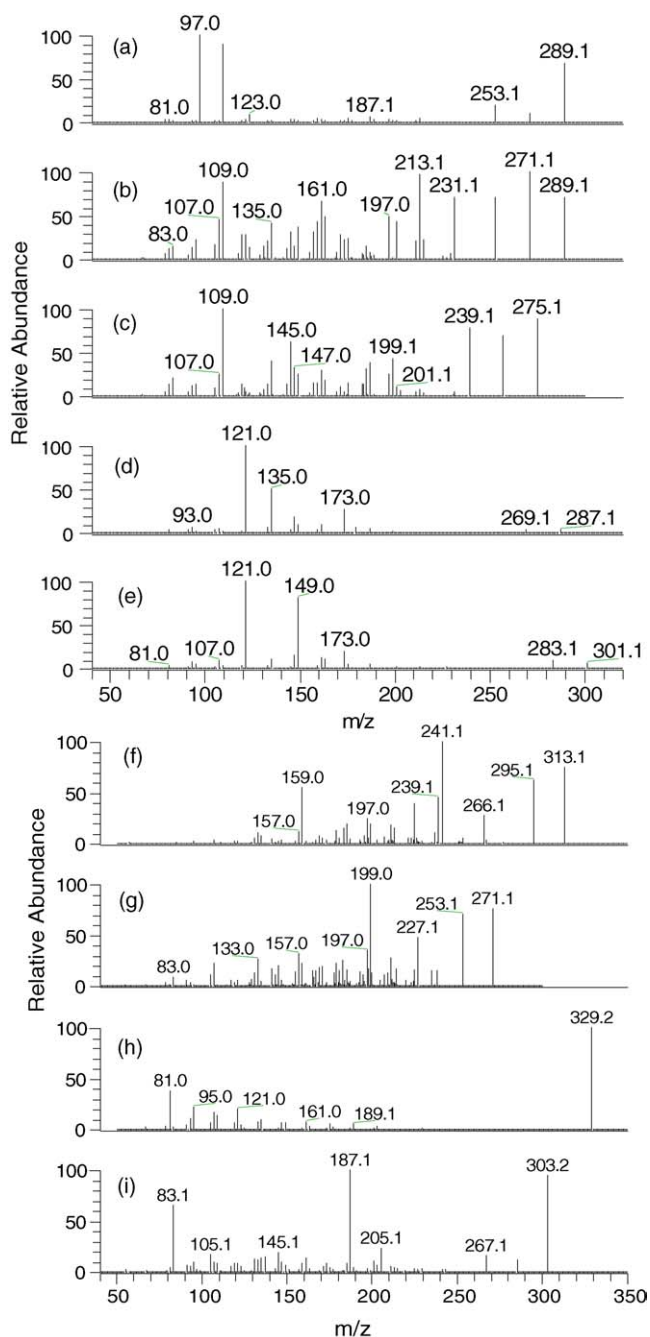 100 97.0
(a)
289.1
50
81.0 123.0 187.1 253.1
0
100 109.0 213.1 271.1
(b)
161.0 231.1 289.1
107.0 135.0 197.0
50
83.0
0
100 109.0
(c)
275.1
239.1
145.0
50
107.0 147.0 199.1
201.1
0
100 121.0
(d)
135.0
50
93.0 173.0 269.1 287.1
0
100 121.0
(e)
149.0
50
81.0 107.0 173.0 283.1 301.1
0
50 100 150 200 250 300
m/z
Relative Abundance
100 241.1
(f)
313.1
295.1
159.0
50
239.1
157.0 197.0 266.1
0
100 199.0
(g)
253.1 271.1
50
227.1
133.0 157.0 197.0
83.0
0
100 329.2
(h)
50
81.0
95.0 121.0
161.0 189.1
0
100 187.1
(i)
303.2
83.1
50
105.1 145.1 205.1 267.1
0
50 100 150 200 250 300 350
m/z
Relative Abundance